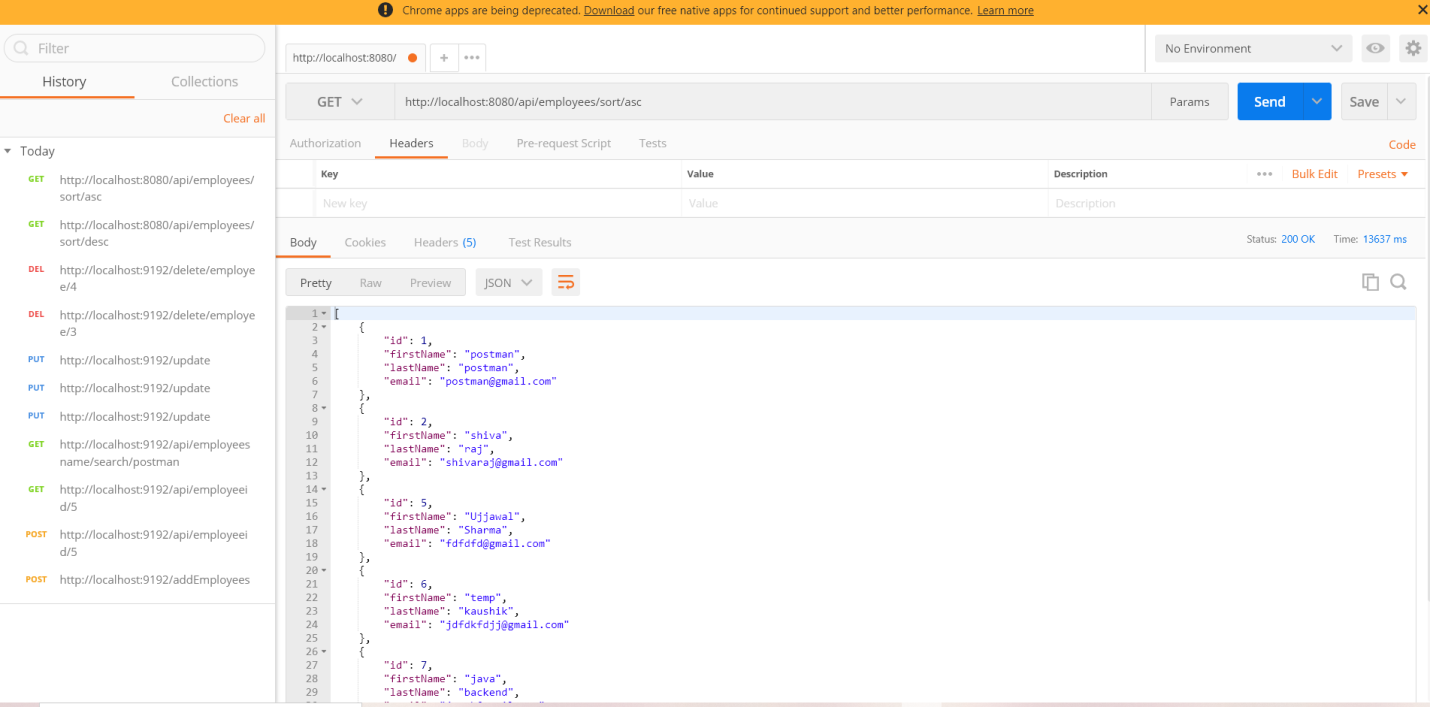 Chrome apps are being deprecated. Download our free native apps for continued support and better performance. Learn more
Filter
History Collections
Clear all
Today
GET http://localhost:8080/api/employees/
sort/asc
GET http://localhost:8080/api/employees/
sort/desc
DEL http://localhost:9192/delete/employe
e/4
DEL http://localhost:9192/delete/employe
e/3
PUT http://localhost:9192/update
PUT http://localhost:9192/update
PUT http://localhost:9192/update
GET http://localhost:9192/api/employees
name/search/postman
GET http://localhost:9192/api/employeei
d/5
POST http://localhost:9192/api/employeei
d/5
POST http://localhost:9192/addEmployees
http://localhost:8080/
No Environment
GET http://localhost:8080/api/employees/sort/asc Params Send Save
Authorization Headers Body Pre-request Script Tests Code
Key Value Description Bulk Edit Presets
New key Value Description
Body Cookies Headers (5) Test Results Status: 200 OK Time: 13637 ms
Pretty Raw Preview JSON
1 [
2 {
3 "id": 1,
4 "firstName": "postman",
5 "lastName": "postman",
6 "email": "postman@gmail.com"
7 },
8 {
9 "id": 2,
10 "firstName": "shiva",
11 "lastName": "raj",
12 "email": "shivaraj@gmail.com"
13 },
14 {
15 "id": 5,
16 "firstName": "Ujjawal",
17 "lastName": "Sharma",
18 "email": "fdfdfd@gmail.com"
19 },
20 {
21 "id": 6,
22 "firstName": "temp",
23 "lastName": "kaushik",
24 "email": "jdfdkfdjj@gmail.com"
25 },
26 {
27 "id": 7,
28 "firstName": "java",
29 "lastName": "backend",